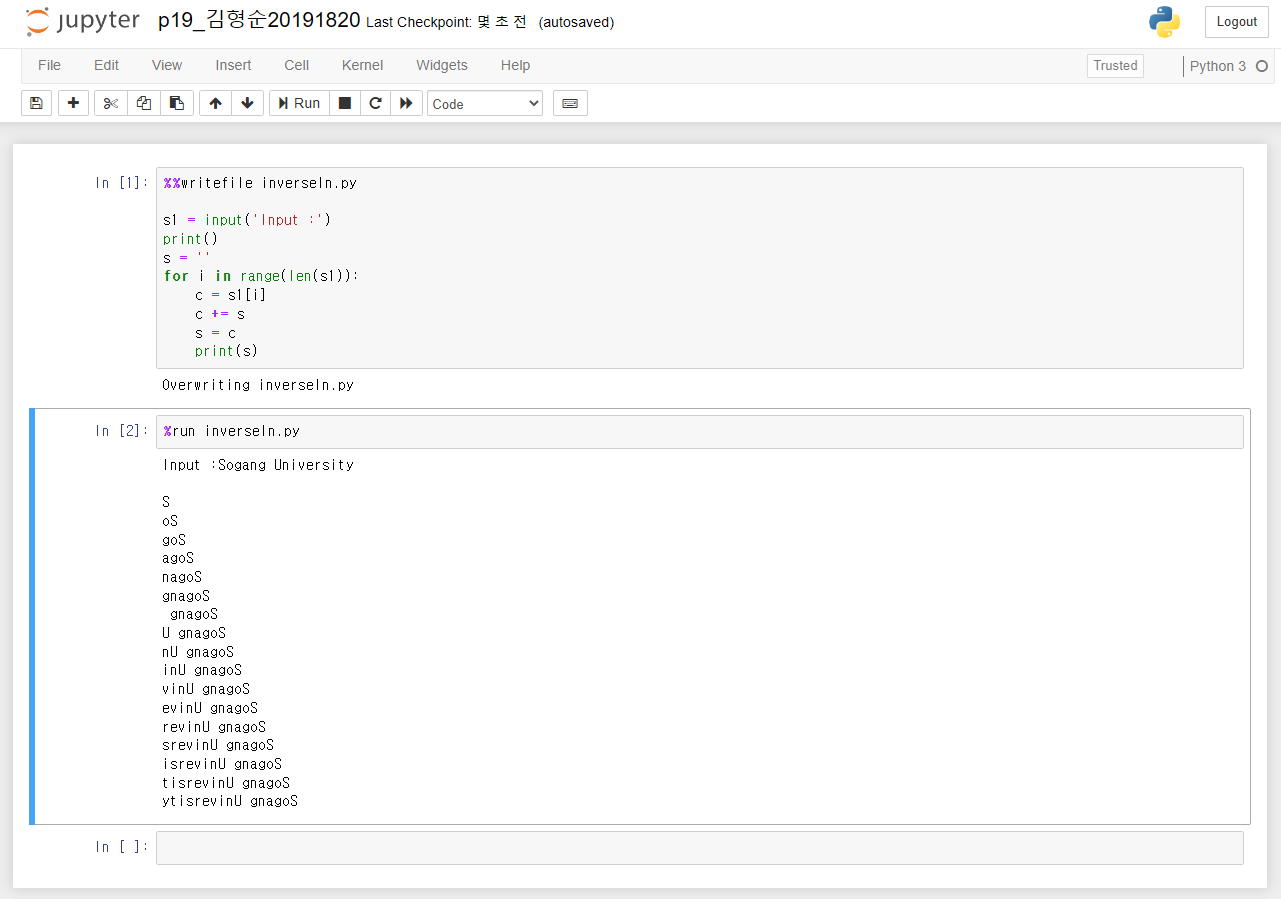 jupyter p19_김형순20191820 Last Checkpoint: 몇 초 전 (autosaved) Logout
File Edit View Insert Cell Kernel Widgets Help Trusted Python 3
Run Code
In [1]: %%writefile inverseIn.py
s1 = input('Input :')
print()
s = ''
for i in range(len(s1)):
    c = s1[i]
    c += s
    s = c
    print(s)
Overwriting inverseIn.py
In [2]: %run inverseIn.py
Input :Sogang University
S
oS
goS
agoS
nagoS
gnagoS
 gnagoS
U gnagoS
nU gnagoS
inU gnagoS
vinU gnagoS
evinU gnagoS
revinU gnagoS
srevinU gnagoS
isrevinU gnagoS
tisrevinU gnagoS
ytisrevinU gnagoS
In [ ]: